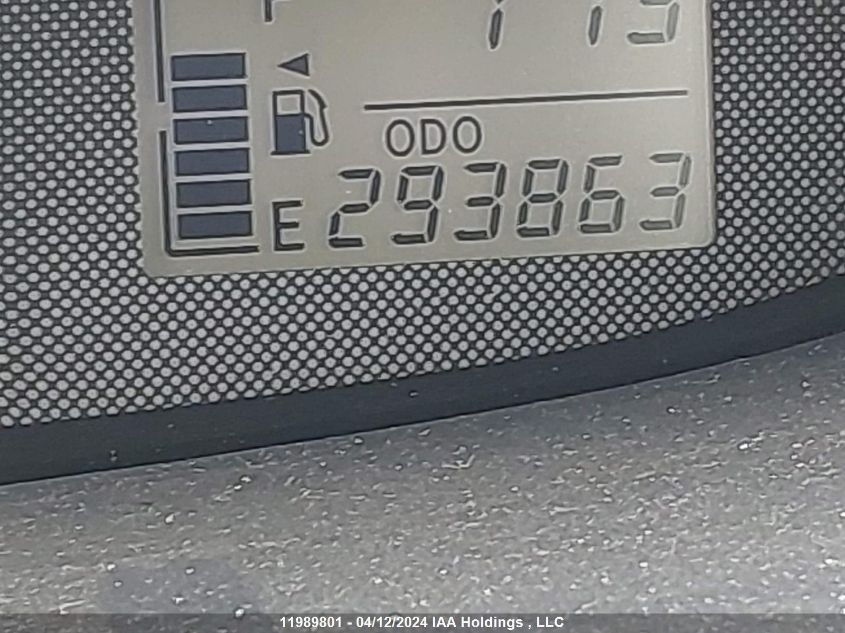 ODO
E 293863
11989801 - 04/12/2024 IAA Holdings , LLC